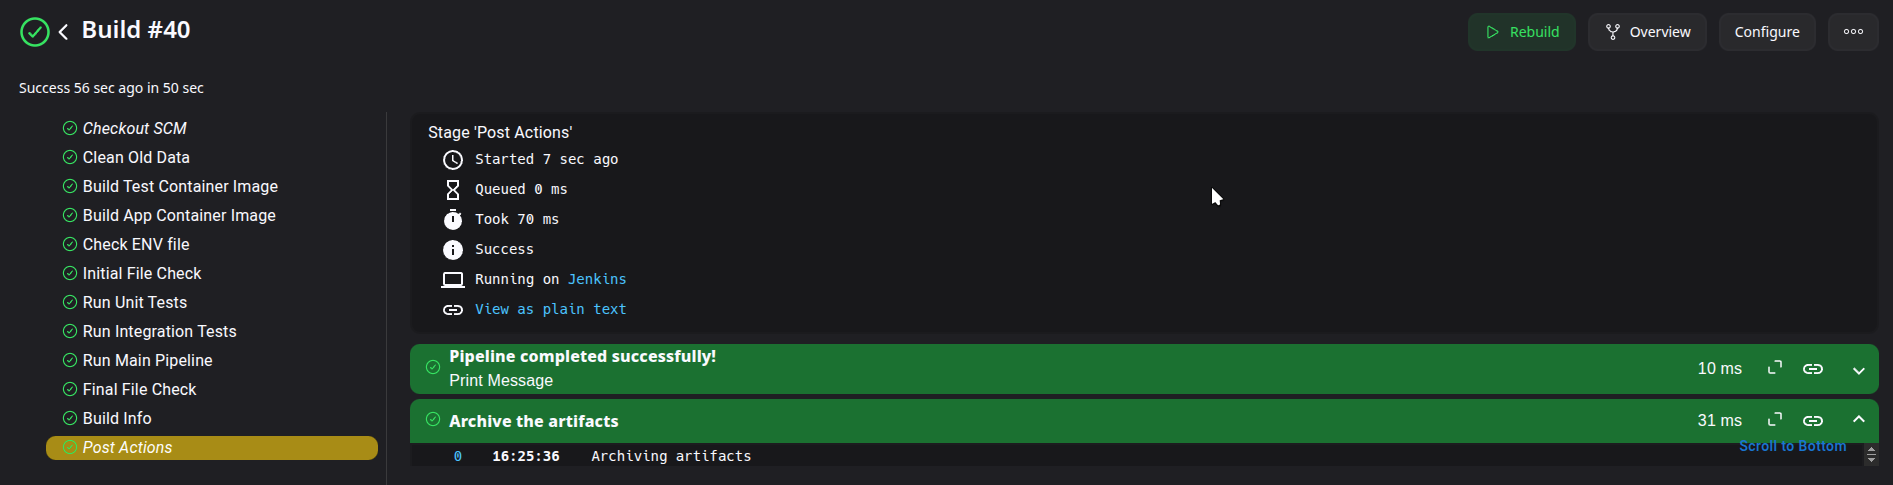 Build #40
Rebuild
Overview
Configure
Success 56 sec ago in 50 sec
Checkout SCM
Clean Old Data
Build Test Container Image
Build App Container Image
Check ENV file
Initial File Check
Run Unit Tests
Run Integration Tests
Run Main Pipeline
Final File Check
Build Info
Post Actions
Stage 'Post Actions'
Started 7 sec ago
Queued 0 ms
Took 70 ms
Success
Running on Jenkins
View as plain text
Pipeline completed successfully!
Print Message
10 ms
Archive the artifacts
31 ms
Scroll to Bottom
0 16:25:36 Archiving artifacts